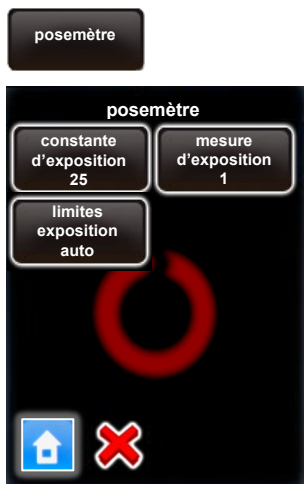 posemètre
posemètre
constante
d’exposition
25
mesure
d’exposition
1
limites
exposition
auto